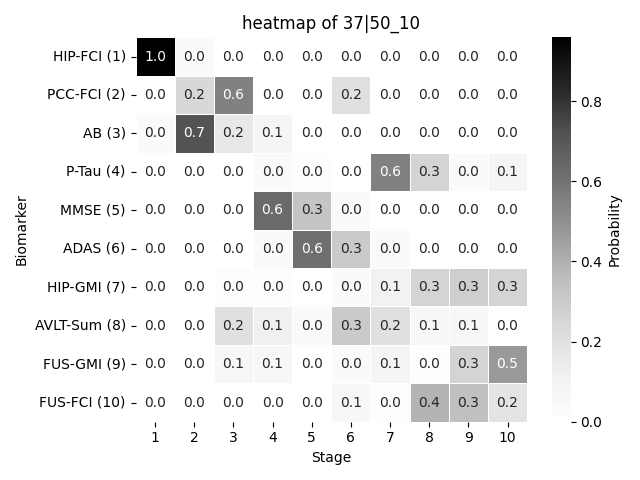 heatmap of 37|50_10
HIP-FCI (1) 1.0 0.0 0.0 0.0 0.0 0.0 0.0 0.0 0.0 0.0
PCC-FCI (2) 0.0 0.2 0.6 0.0 0.0 0.2 0.0 0.0 0.0 0.0
AB (3) 0.0 0.7 0.2 0.1 0.0 0.0 0.0 0.0 0.0 0.0
P-Tau (4) 0.0 0.0 0.0 0.0 0.0 0.0 0.6 0.3 0.0 0.1
MMSE (5) 0.0 0.0 0.0 0.6 0.3 0.0 0.0 0.0 0.0 0.0
ADAS (6) 0.0 0.0 0.0 0.0 0.6 0.3 0.0 0.0 0.0 0.0
HIP-GMI (7) 0.0 0.0 0.0 0.0 0.0 0.0 0.1 0.3 0.3 0.3
AVLT-Sum (8) 0.0 0.0 0.2 0.1 0.0 0.3 0.2 0.1 0.1 0.0
FUS-GMI (9) 0.0 0.0 0.1 0.1 0.0 0.0 0.1 0.0 0.3 0.5
FUS-FCI (10) 0.0 0.0 0.0 0.0 0.0 0.1 0.0 0.4 0.3 0.2
1 2 3 4 5 6 7 8 9 10
Stage
Biomarker
0.8
0.6
0.4
0.2
0.0
Probability